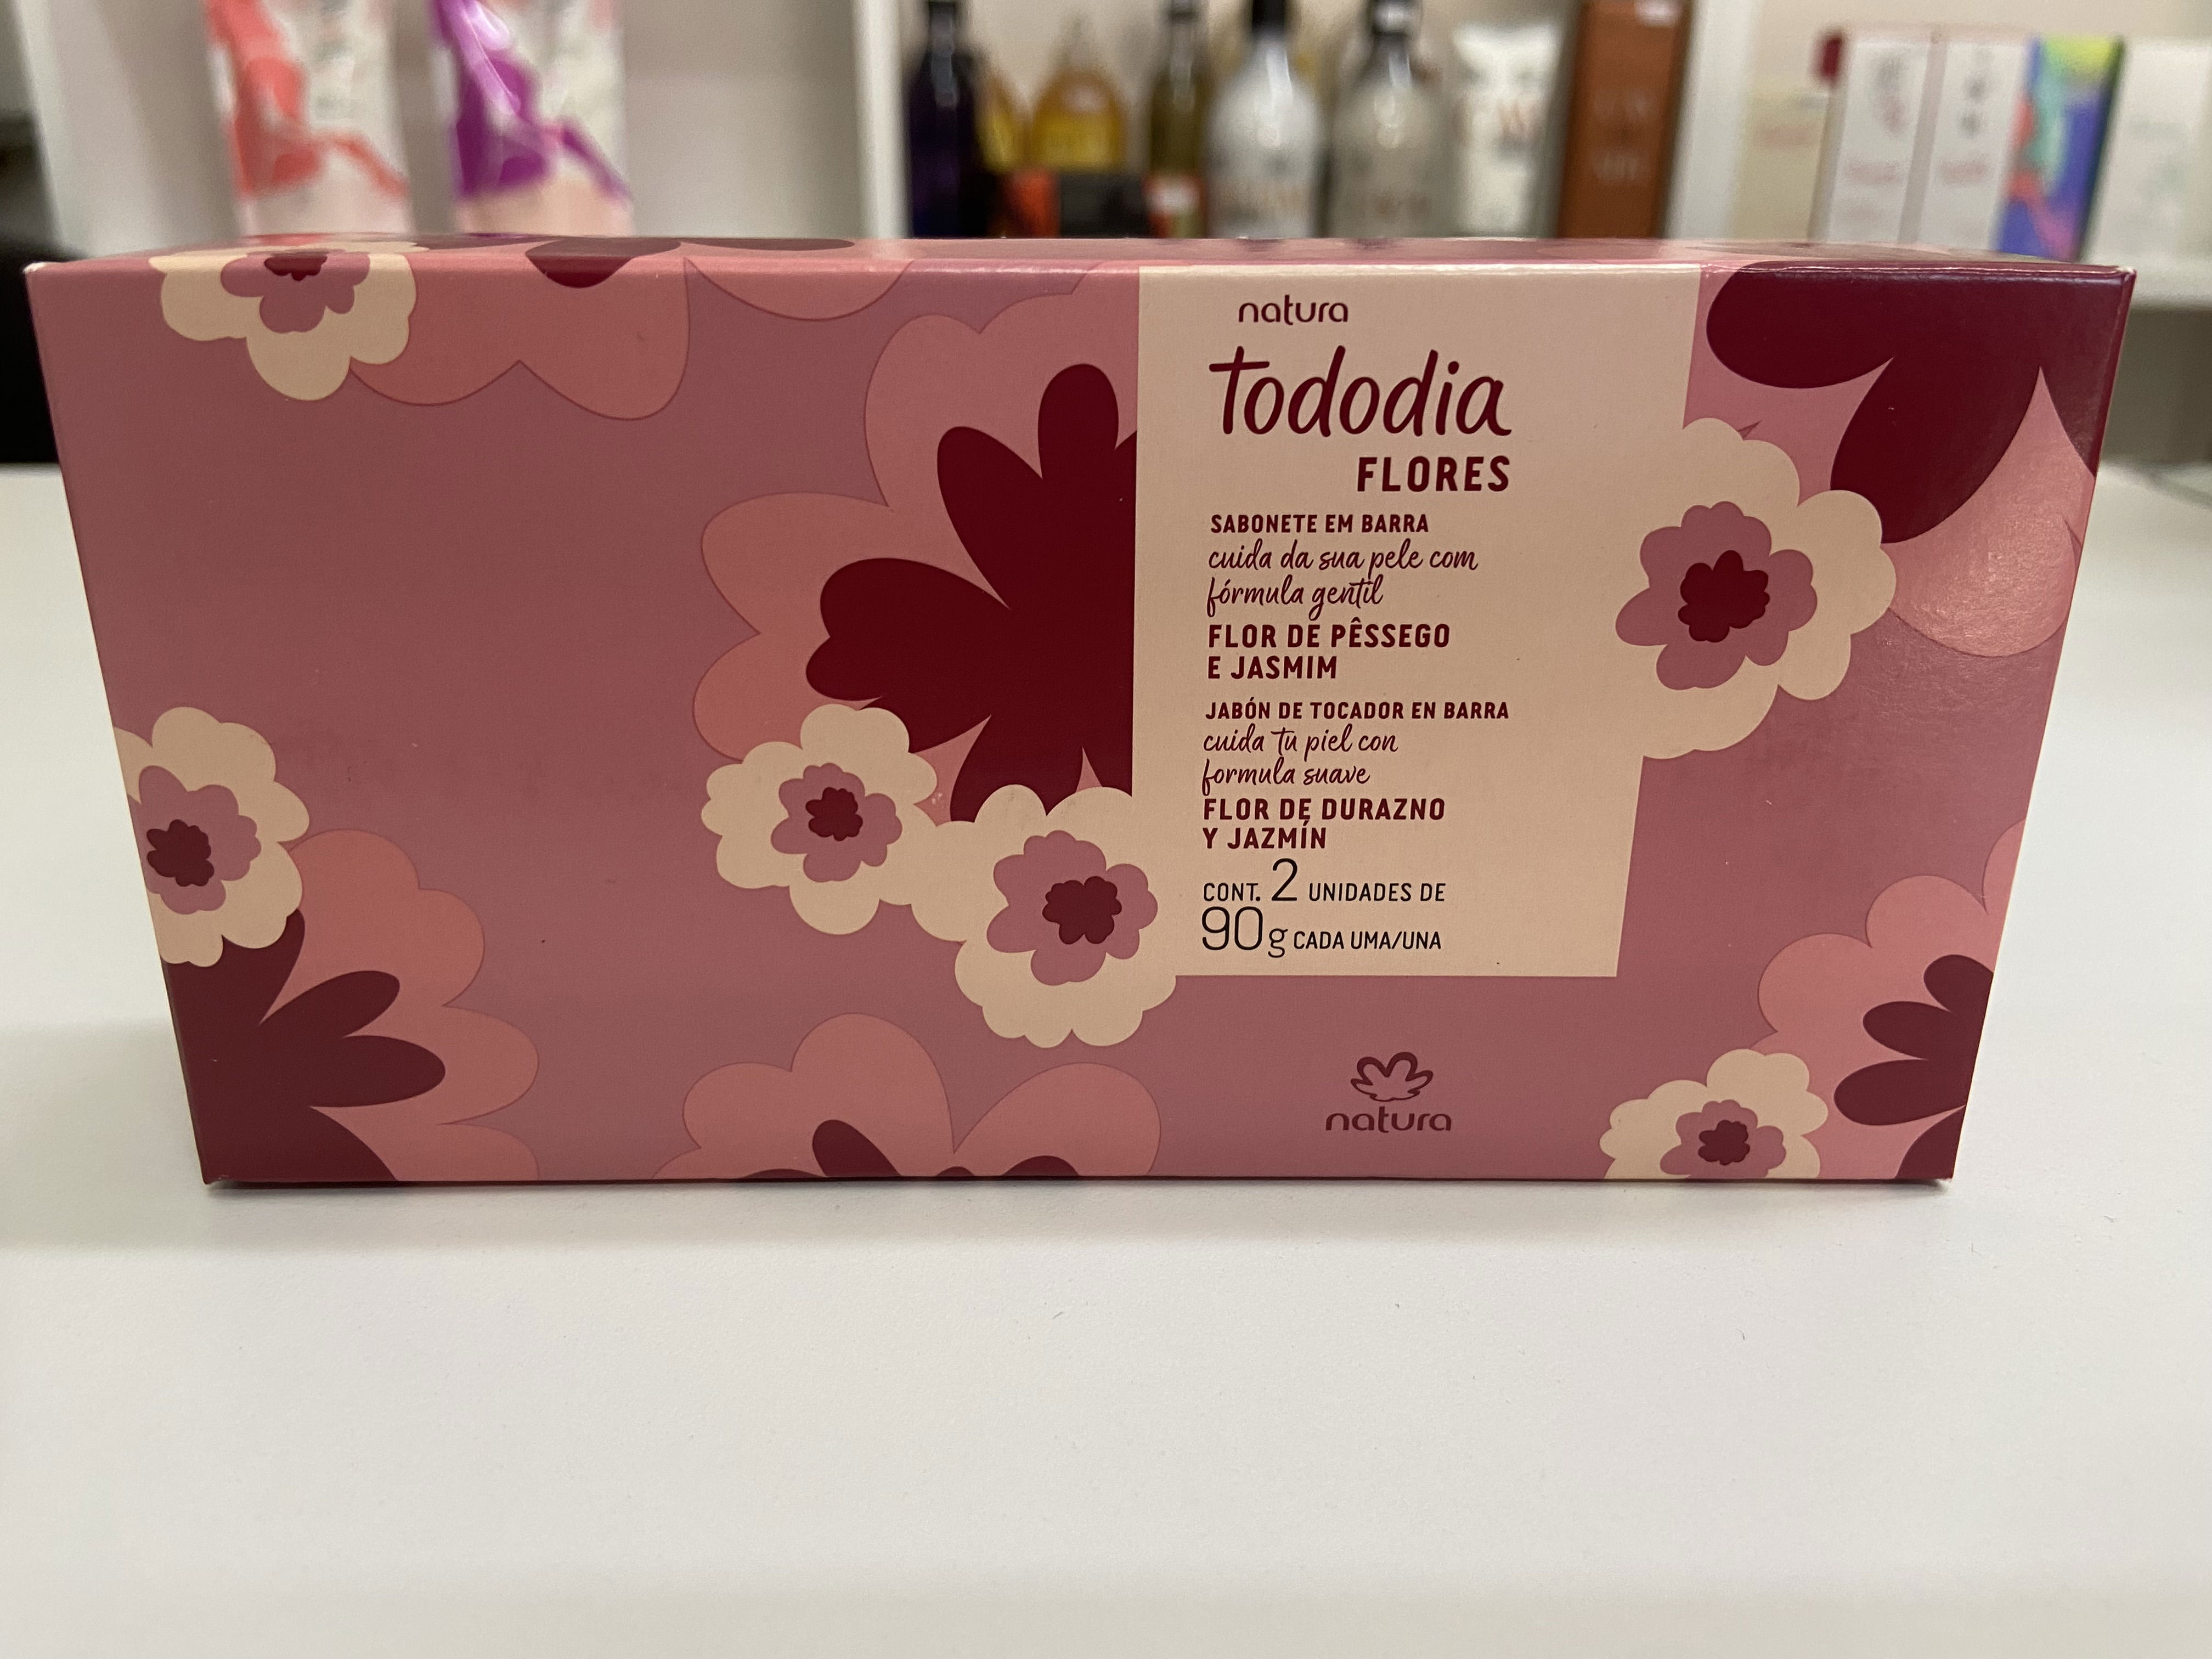 natura
Tododia
FLORES
SABONETE EM BARRA
cuida da sua pele com
fórmula gentil
FLOR DE PÊSSEGO
E JASMIM
JABÓN DE TOCADOR EN BARRA
cuida tu piel con
formula suave
FLOR DE DURAZNO
Y JAZMÍN
CONT. 2 UNIDADES DE
90g CADA UMA/UNA
natura